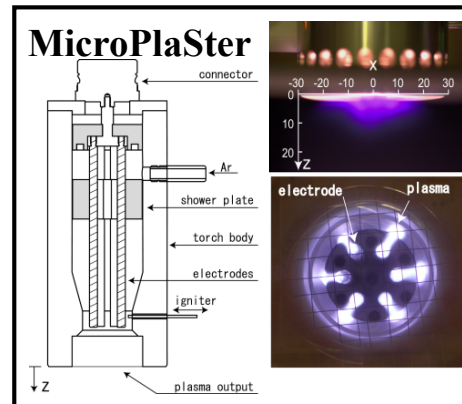 MicroPlaSter
connector
Ar
shower plate
torch body
electrodes
igniter
plasma output
Z
X
-30 -20 -10 0 10 20 30
0
10
20
Z
electrode
plasma